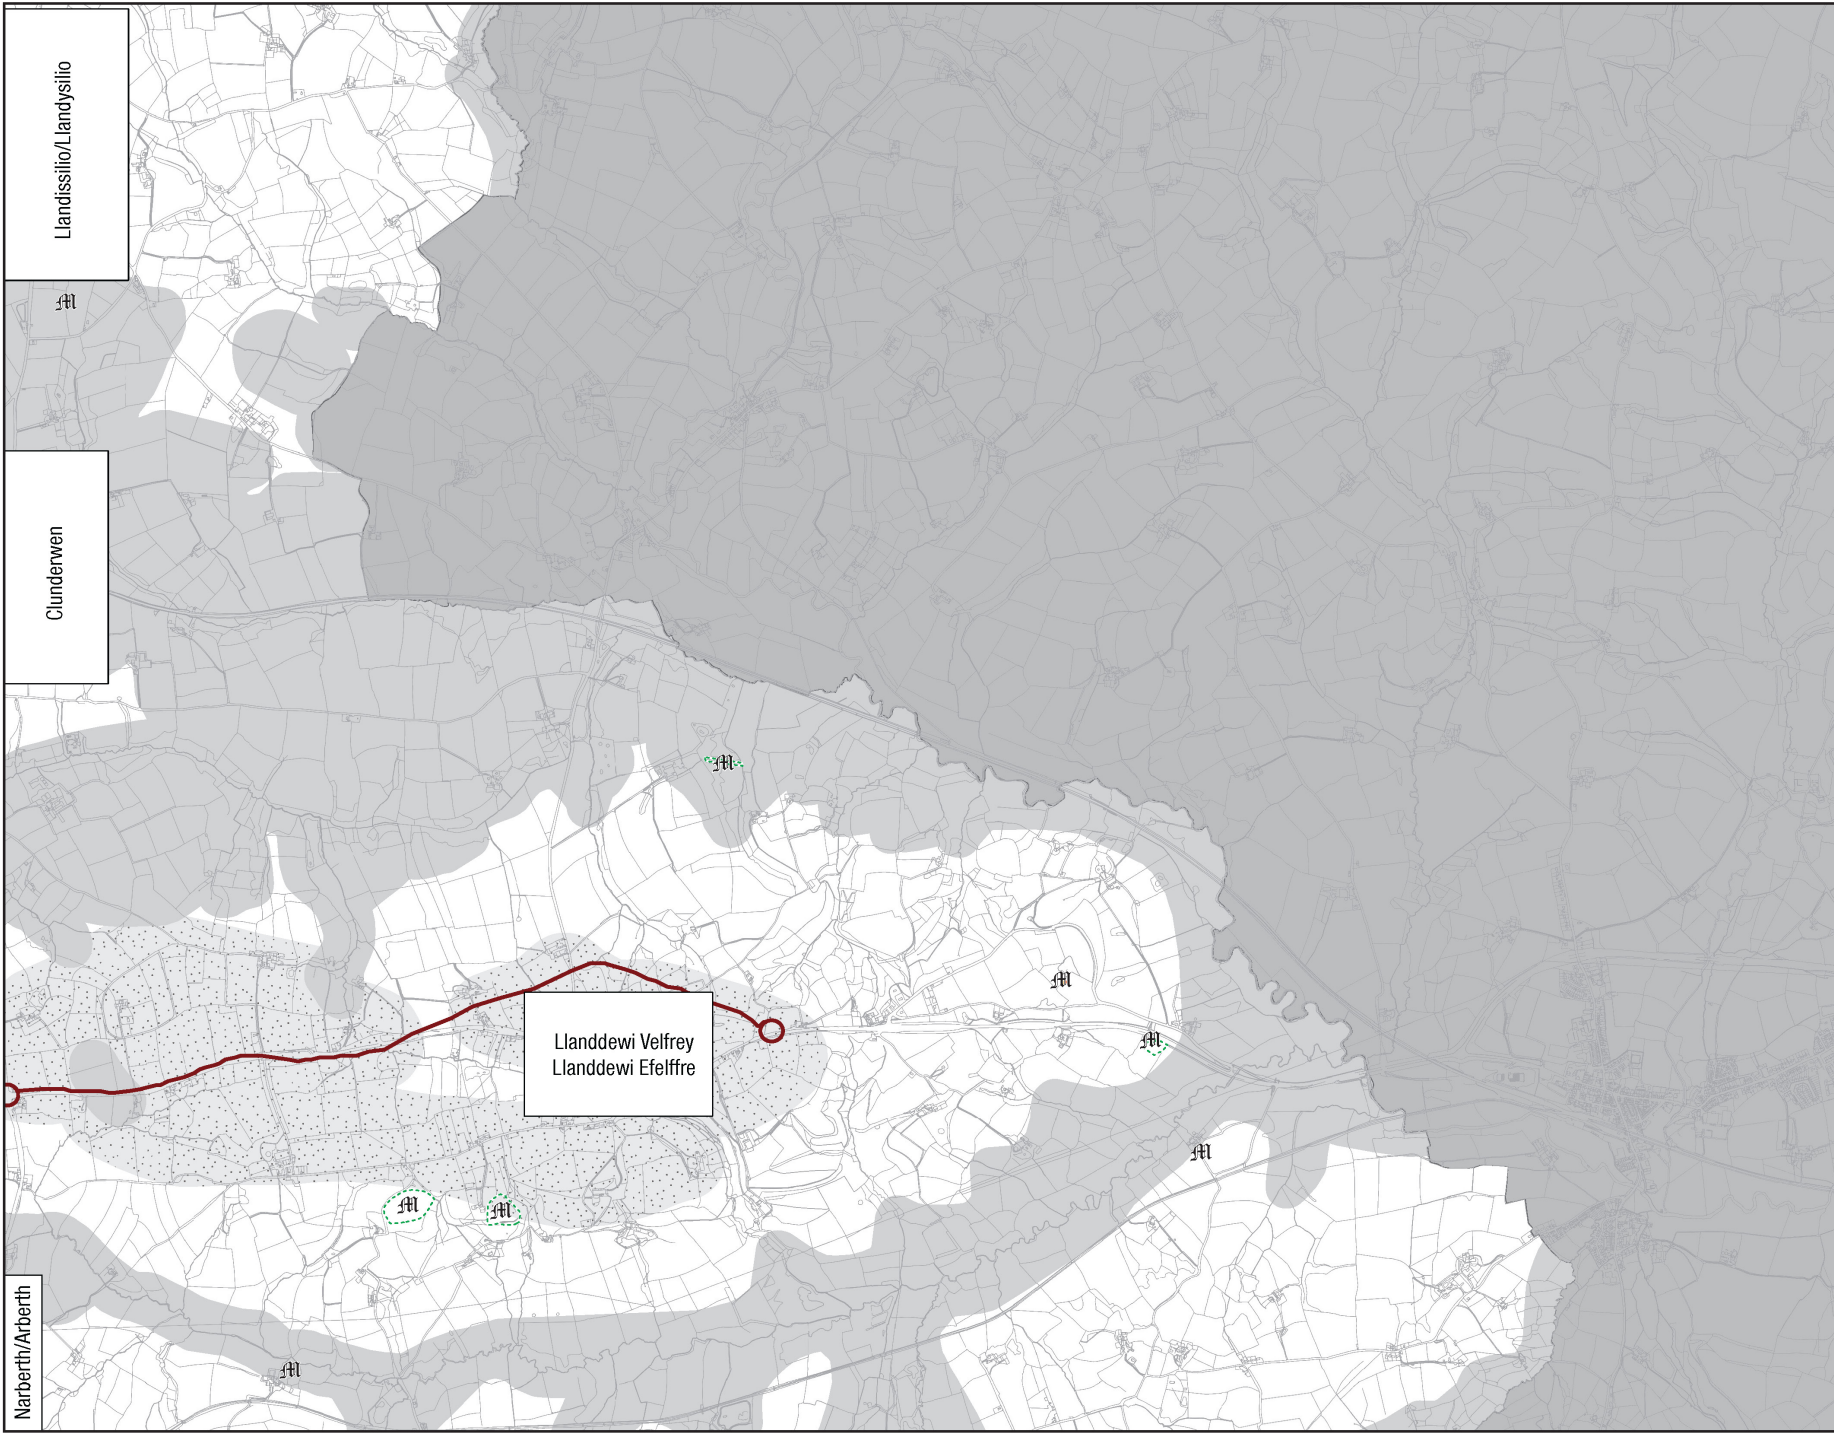 Llandissilio/Llandysilio
M
Clunderwen
M
M
Llanddewi Velfrey
Llanddewi Efelffre
M
M
M
M
M
Narberth/Arberth